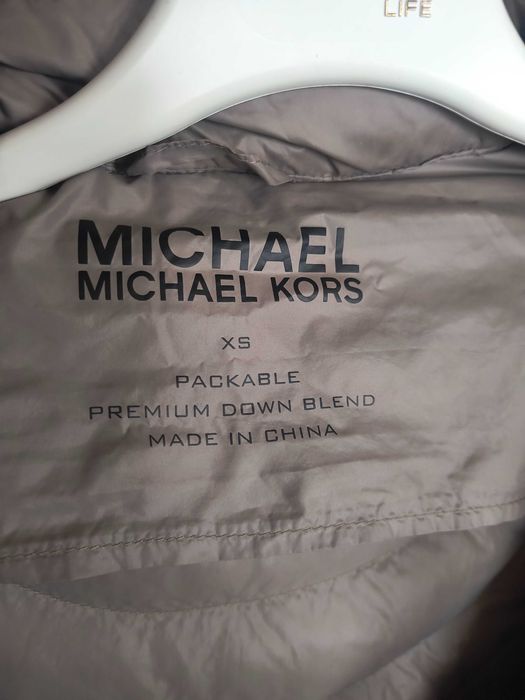 LIFE
MICHAEL
MICHAEL KORS
XS
PACKABLE
PREMIUM DOWN BLEND
MADE IN CHINA